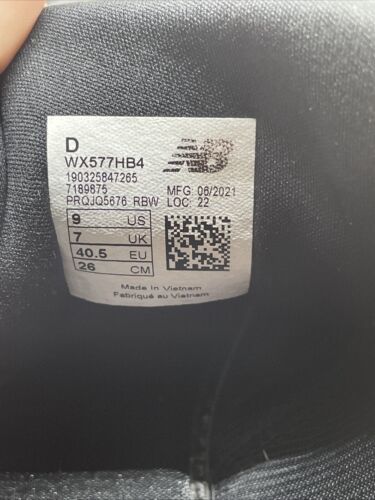 D
WX577HB4
190325847265
7189875 MFG 06/2021
PRQJQ5676 RBW LOC: 22
9 US
7 UK
40.5 EU
26 CM
Made In Vietnam
Fabriqué au Vietnam